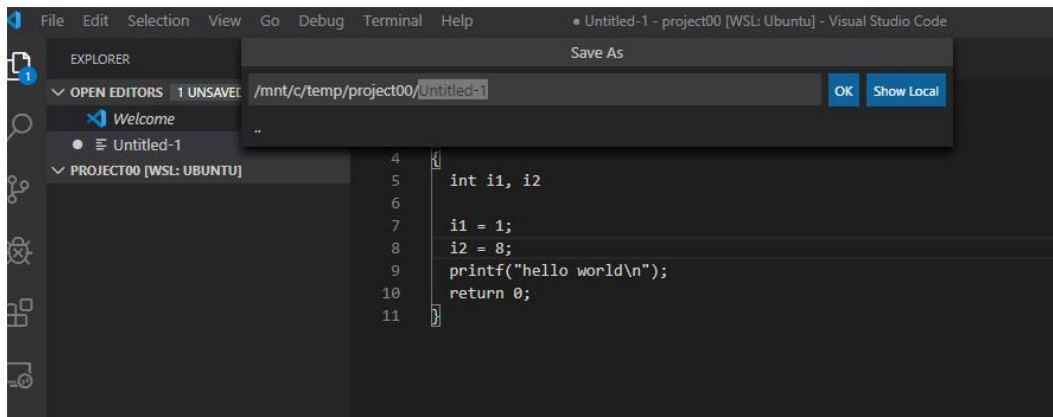 File Edit Selection View Go Debug Terminal Help ● Untitled-1 - project00 [WSL: Ubuntu] - Visual Studio Code
EXPLORER
Save As
1
OPEN EDITORS 1 UNSAVED
/mnt/c/temp/project00/Untitled-1 OK Show Local
Welcome
..
Untitled-1
PROJECT00 [WSL: UBUNTU]
4 {
5 int i1, i2
6
7 i1 = 1;
8 i2 = 8;
9 printf("hello world\n");
10 return 0;
11 }